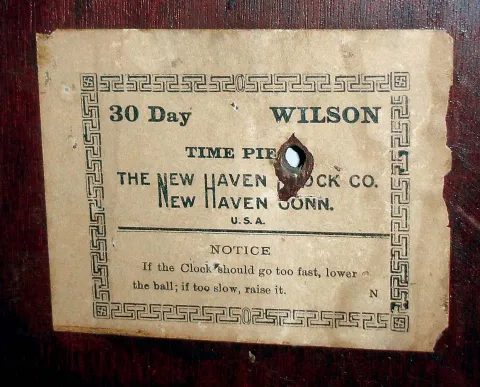 30 Day WILSON
TIME PIE
THE NEW HAVEN CLOCK CO.
NEW HAVEN CONN.
U.S.A.
NOTICE
If the Clock should go too fast, lower
the ball; if too slow, raise it.
N